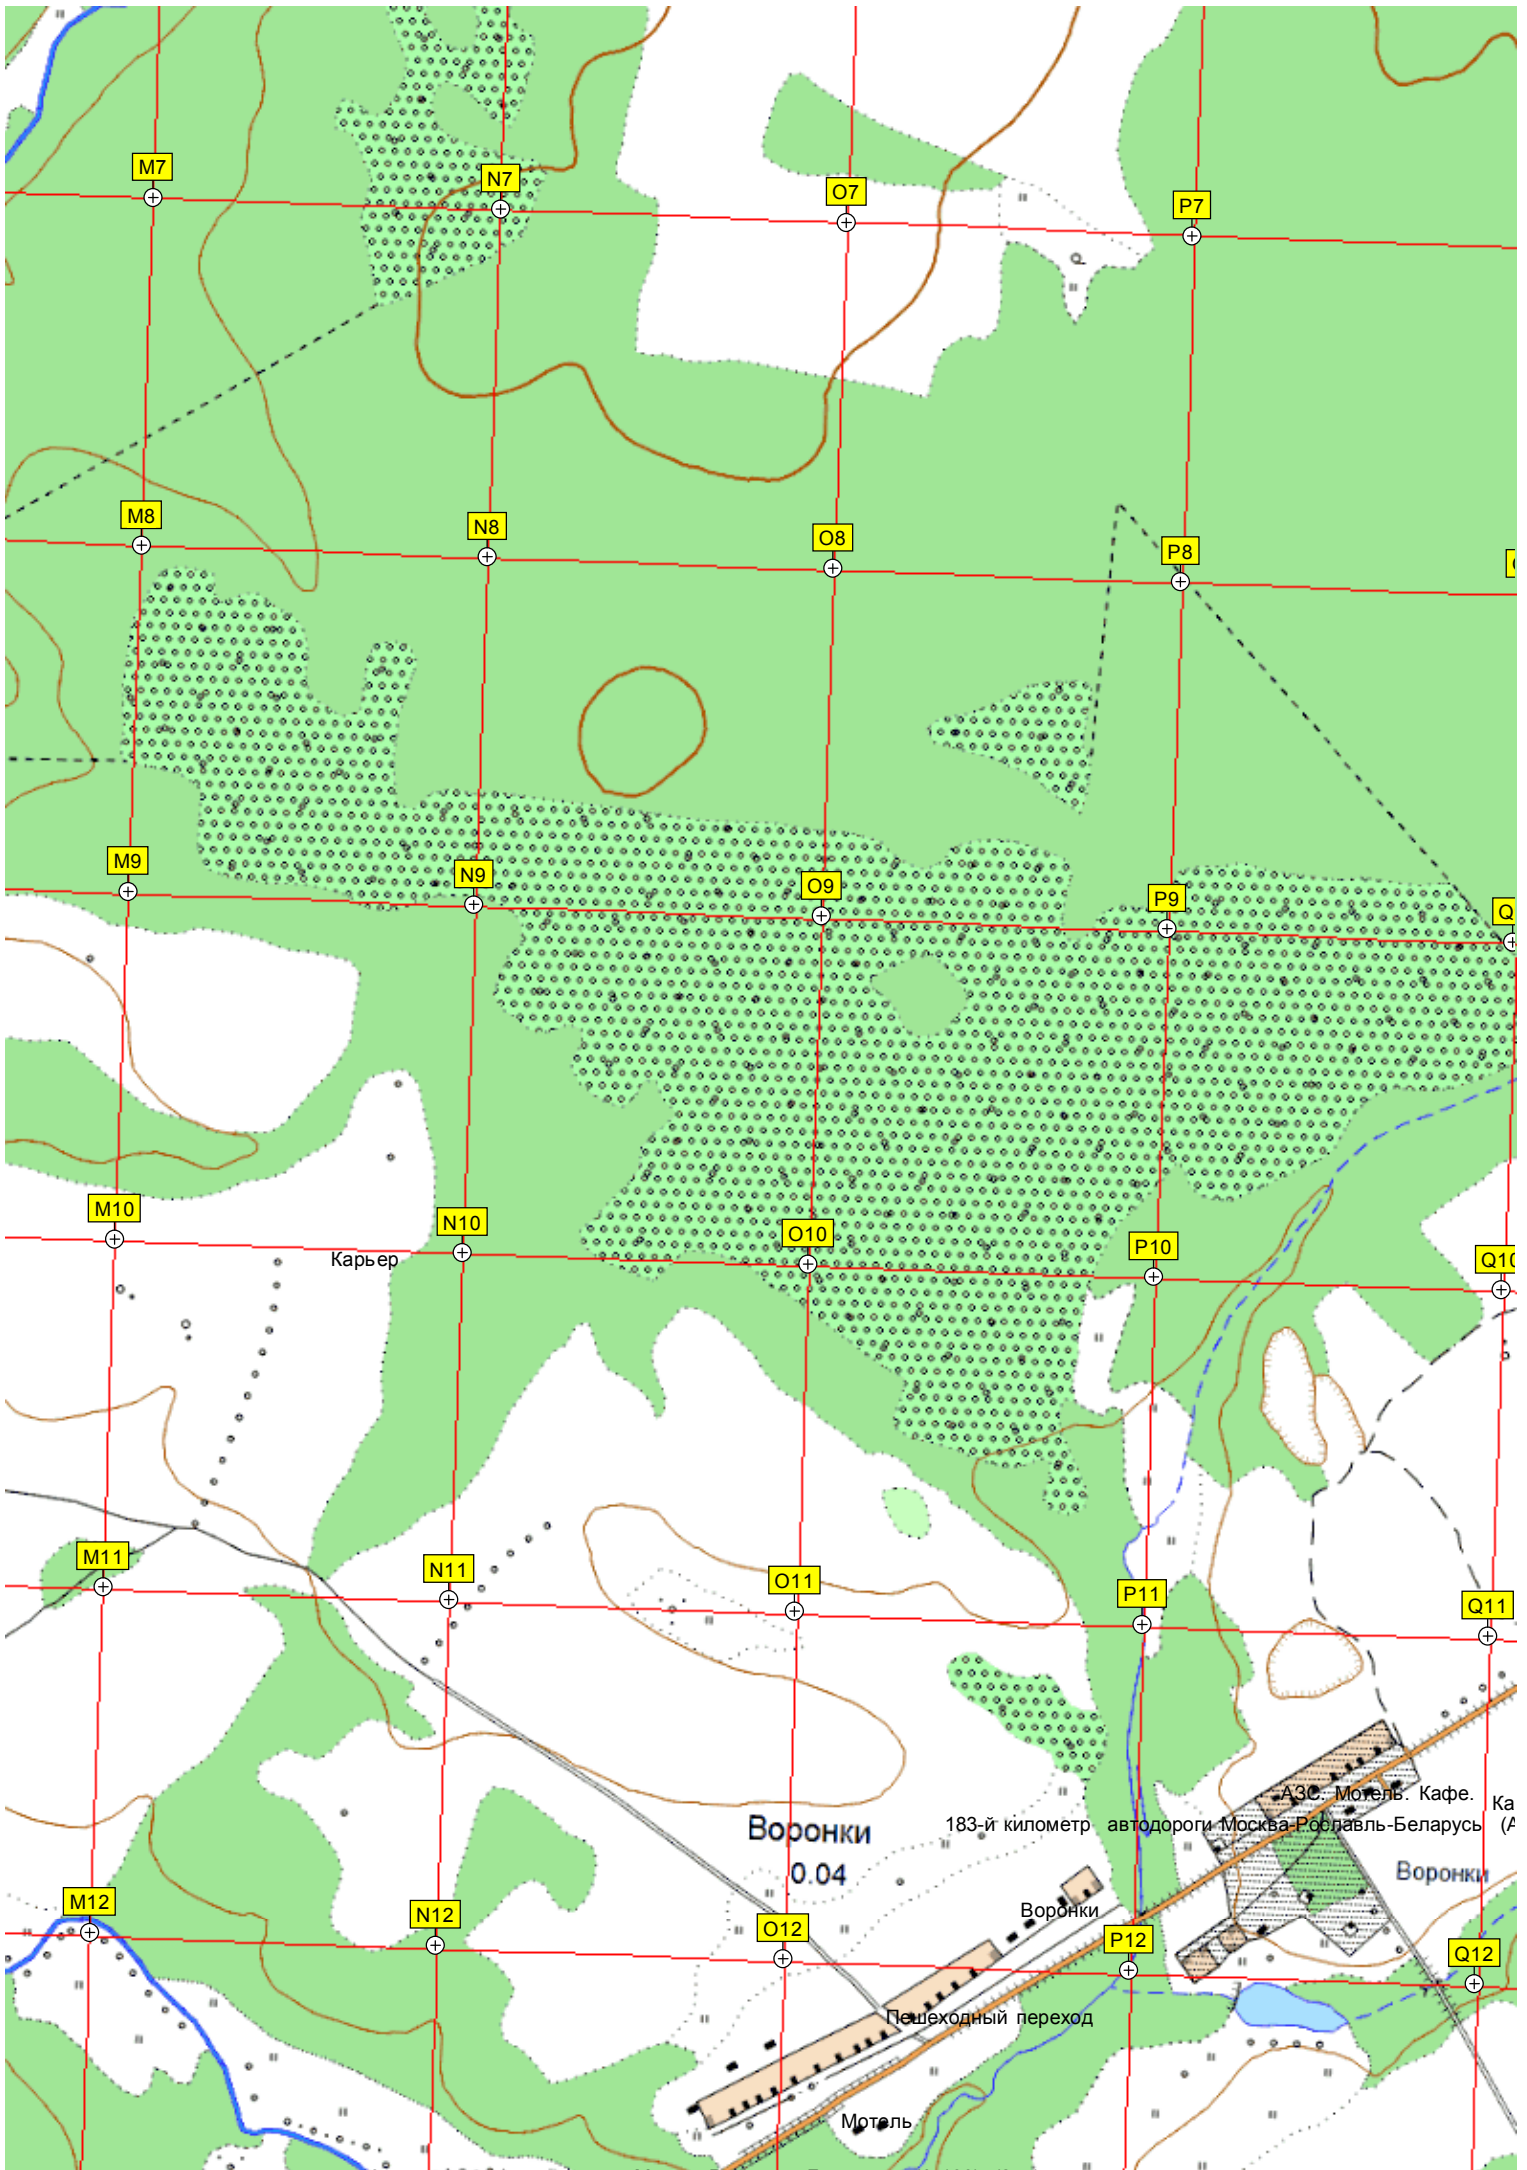 M7
N7
O7
P7
M8
N8
O8
P8
M9
N9
O9
P9
Q
M10
N10
O10
P10
Q10
Карьер
M11
N11
O11
P11
Q11
АЗС. Мотель. Кафе.
Ка
183-й километр автодороги Москва-Рославль-Беларусь (А
Воронки
0.04
Воронки
Воронки
M12
N12
O12
P12
Q12
Пешеходный переход
Мотель